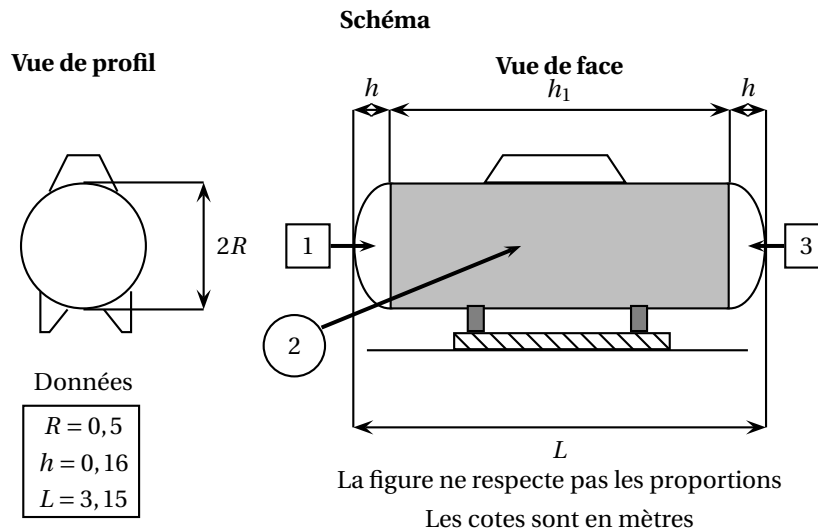 Schéma
Vue de profil
Vue de face
h
h₁
h
2R
1
3
2
Données
R = 0,5
h = 0,16
L = 3,15
L
La figure ne respecte pas les proportions
Les cotes sont en mètres